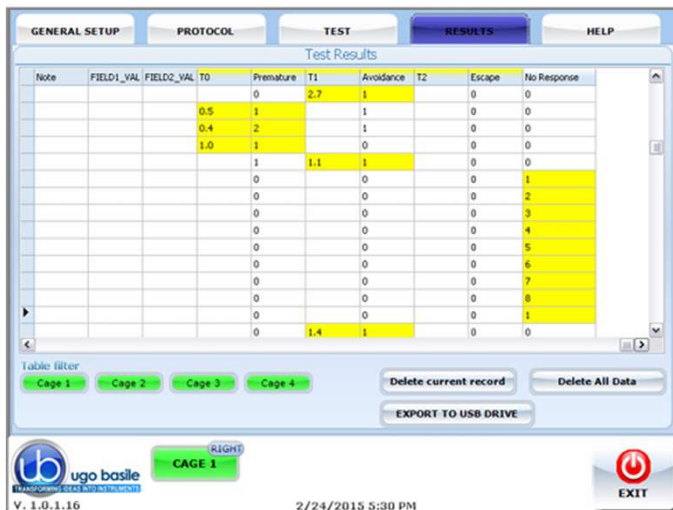 GENERAL SETUP PROTOCOL TEST RESULTS HELP
Test Results
Note FIELD1_VAL FIELD2_VAL T0 Premature T1 Avoidance T2 Escape No Response
0 2.7 1 0 0
0.5 1 1 0 0
0.4 2 1 0 0
1.0 1 0 0 0
1 1.1 1 0 0
0 0 0 1
0 0 0 2
0 0 0 3
0 0 0 4
0 0 0 5
0 0 0 6
0 0 0 7
0 0 0 8
0 0 0 1
0 1.4 1 0 0
Table filter
Cage 1 Cage 2 Cage 3 Cage 4 Delete current record Delete All Data
EXPORT TO USB DRIVE
RIGHT
CAGE 1
ub ugo basile
TRANSFORMING IDEAS INTO INSTRUMENTS
EXIT
V. 1.0.1.16 2/24/2015 5:30 PM